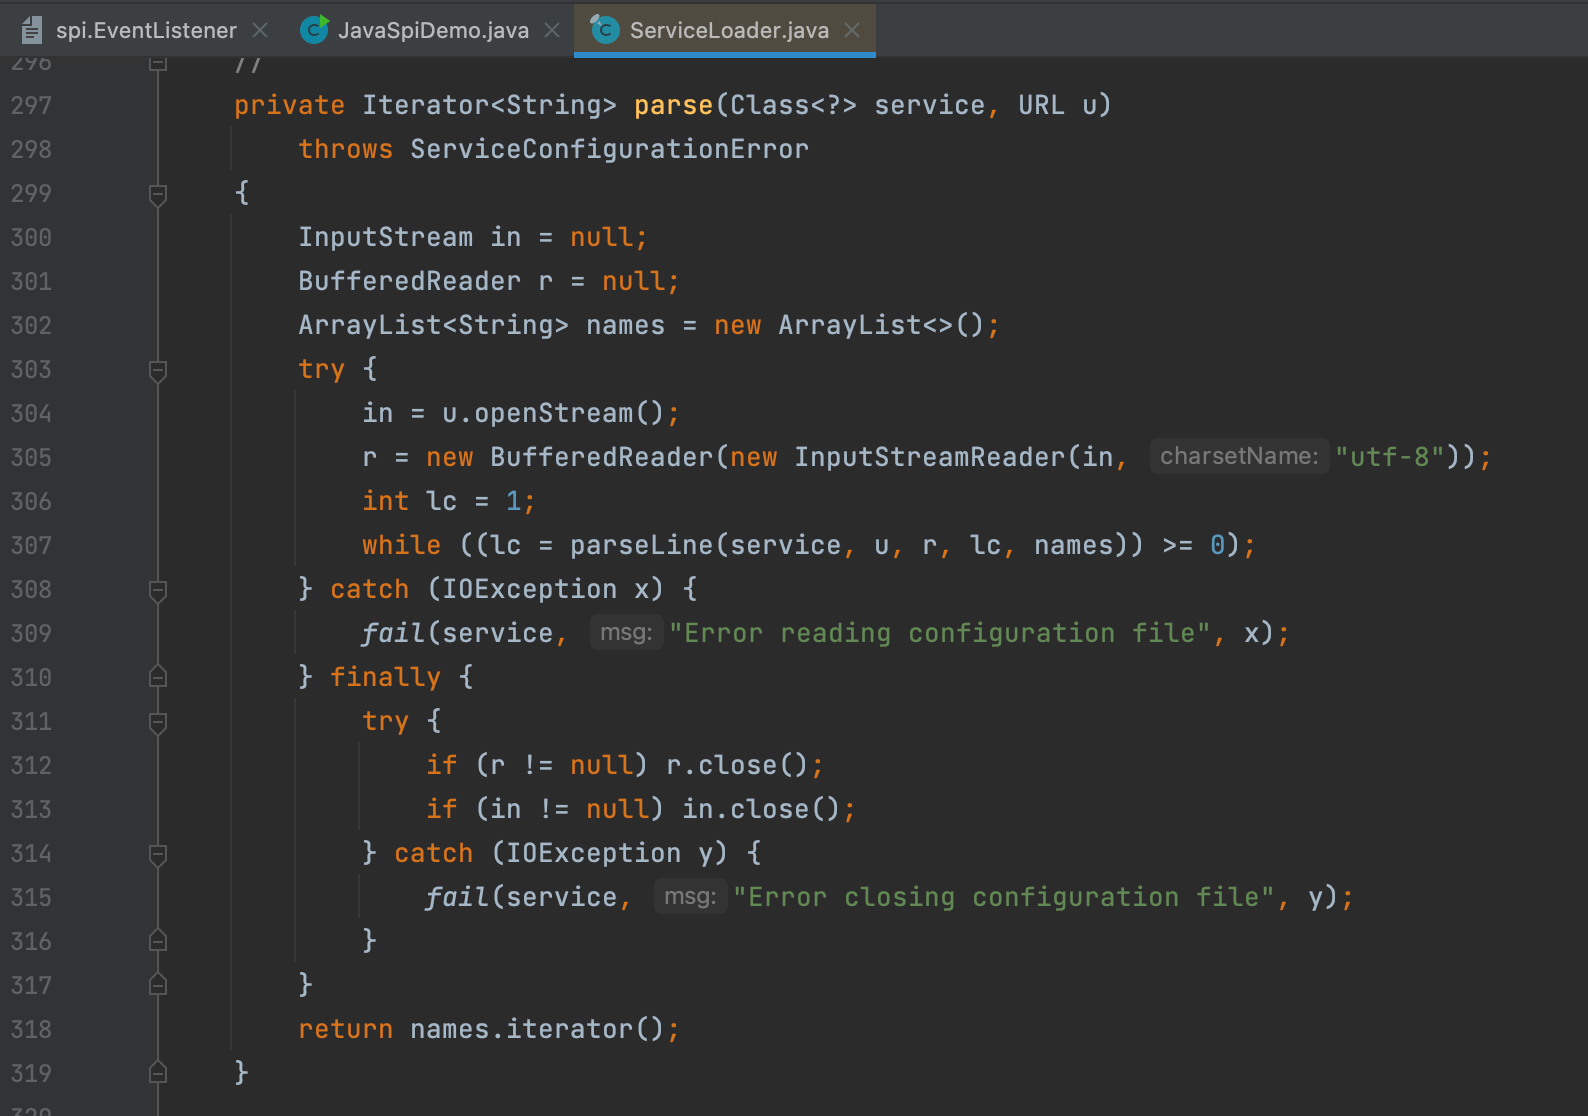 spi.EventListener JavaSpiDemo.java ServiceLoader.java
296 //
297 private Iterator<String> parse(Class<?> service, URL u)
298 throws ServiceConfigurationError
299 {
300 InputStream in = null;
301 BufferedReader r = null;
302 ArrayList<String> names = new ArrayList<>();
303 try {
304 in = u.openStream();
305 r = new BufferedReader(new InputStreamReader(in, charsetName: "utf-8"));
306 int lc = 1;
307 while ((lc = parseLine(service, u, r, lc, names)) >= 0);
308 } catch (IOException x) {
309 fail(service, msg: "Error reading configuration file", x);
310 } finally {
311 try {
312 if (r != null) r.close();
313 if (in != null) in.close();
314 } catch (IOException y) {
315 fail(service, msg: "Error closing configuration file", y);
316 }
317 }
318 return names.iterator();
319 }
320